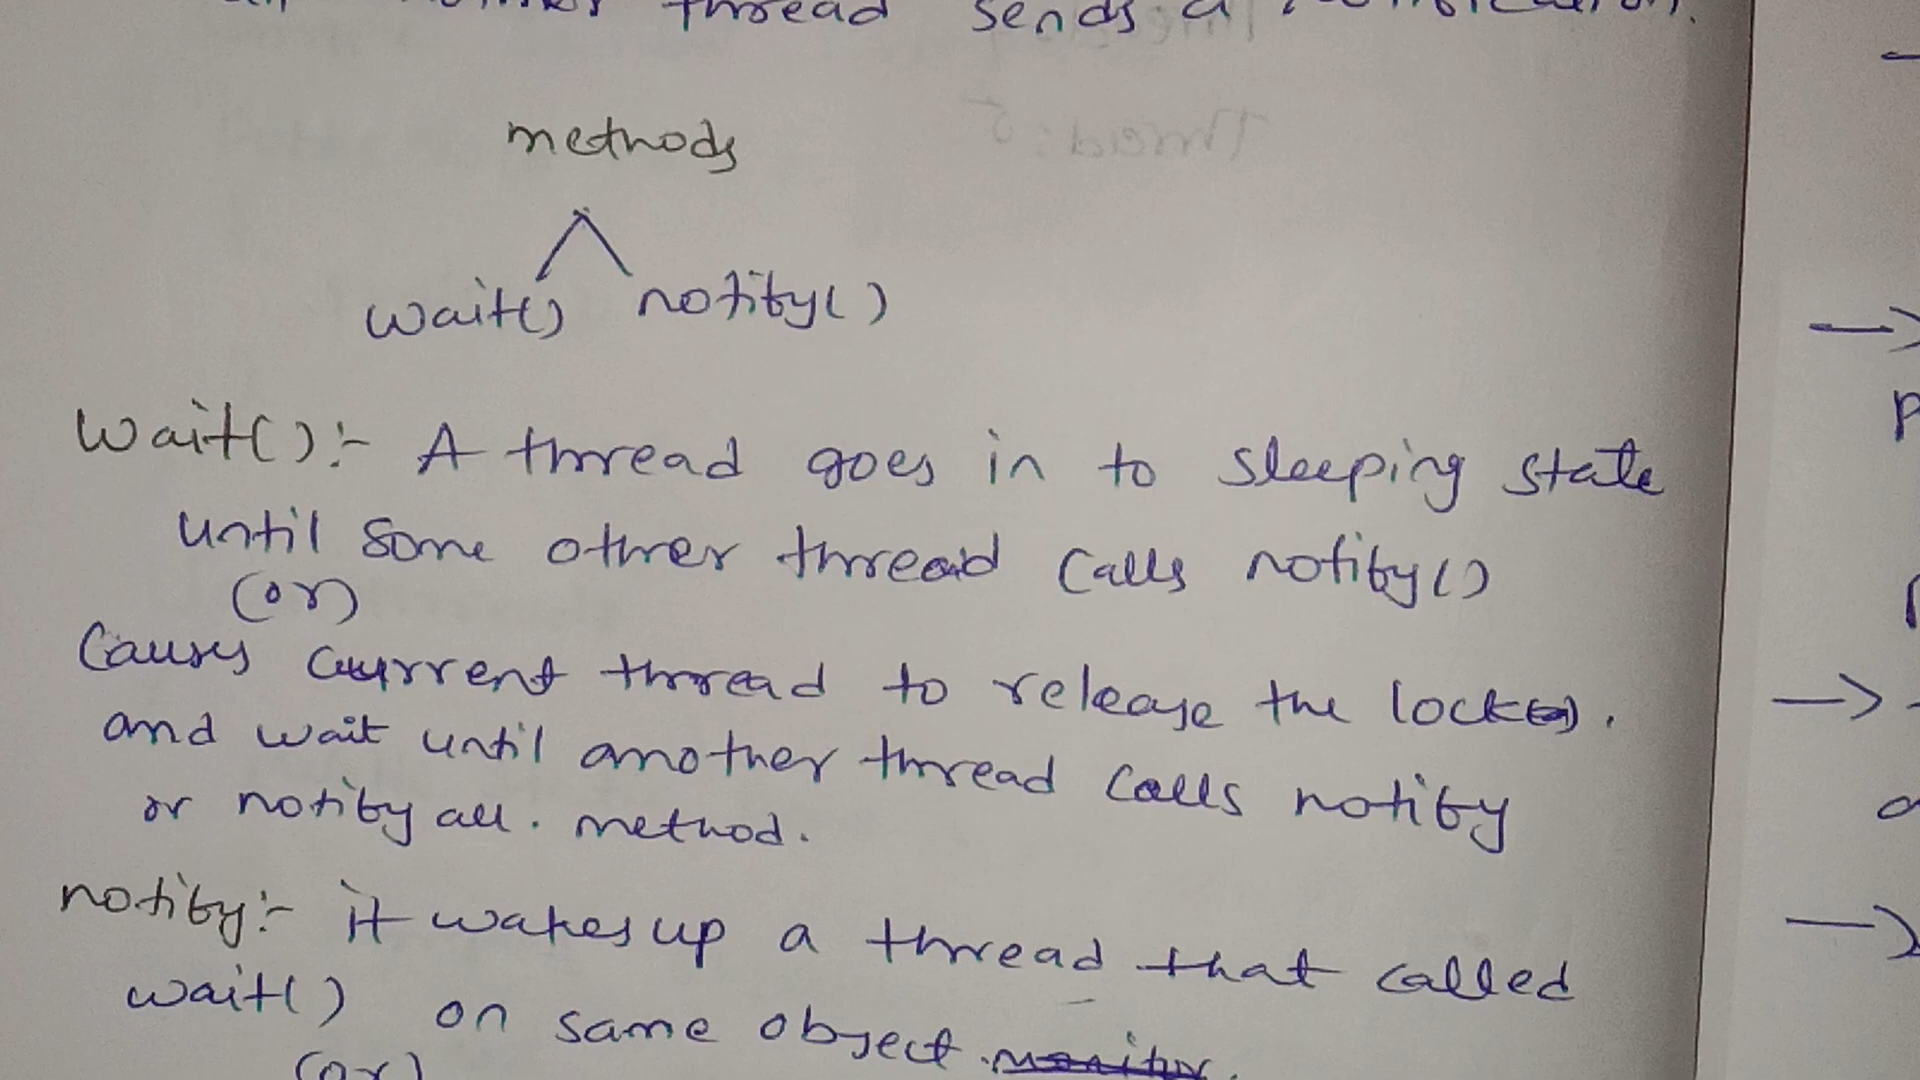 thread sends a
methods
wait() notify()
Wait():- A thread goes in to sleeping state
until some other thread calls notify()
(or)
Causes current thread to release the lock
and wait until another thread calls notify
or notify all. method.
notify:- it wakes up a thread that called
wait() on same object monitor.
(or)